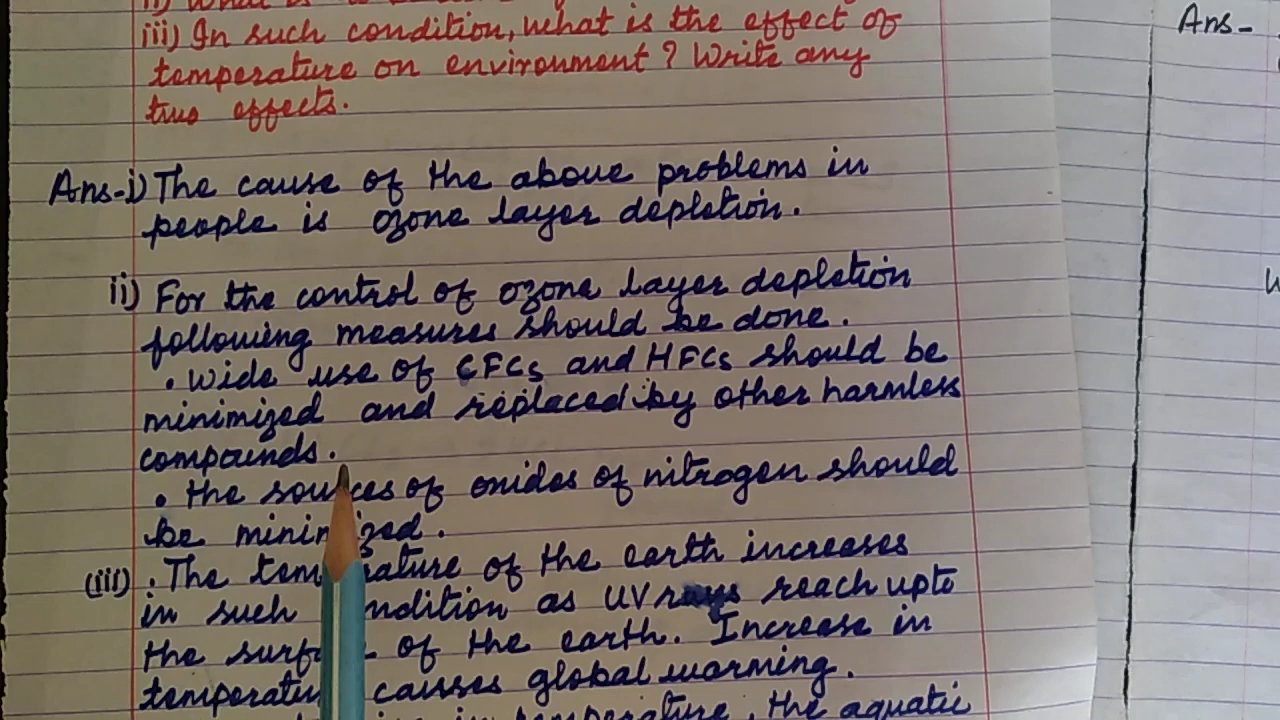 iii) In such condition, what is the effect of
temperature on environment? Write any
two effects.
Ans-i) The cause of the above problems in
people is ozone layer depletion.
ii) For the control of ozone layer depletion
following measures should be done.
• Wide use of CFCs and HFCs should be
minimized and replaced by other harmless
compounds.
• The sources of oxides of nitrogen should
be minimized.
(iii) • The temperature of the earth increases
in such condition as UV rays reach upto
the surface of the earth. Increase in
temperature causes global warming.
in temperature, the aquatic
Ans-